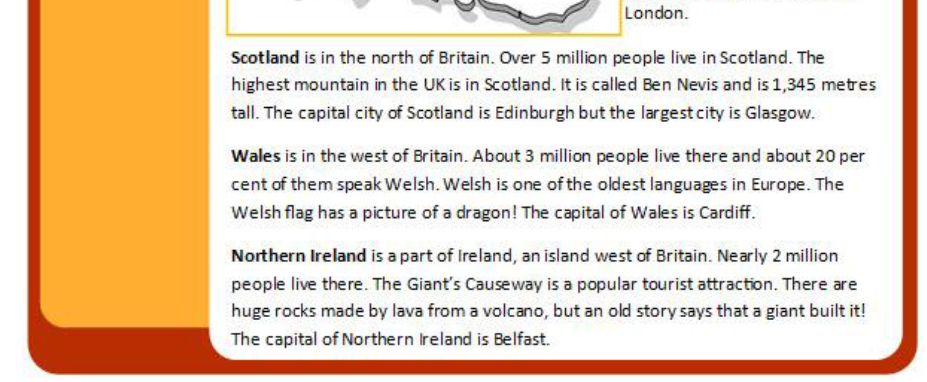 London.
Scotland is in the north of Britain. Over 5 million people live in Scotland. The
highest mountain in the UK is in Scotland. It is called Ben Nevis and is 1,345 metres
tall. The capital city of Scotland is Edinburgh but the largest city is Glasgow.
Wales is in the west of Britain. About 3 million people live there and about 20 per
cent of them speak Welsh. Welsh is one of the oldest languages in Europe. The
Welsh flag has a picture of a dragon! The capital of Wales is Cardiff.
Northern Ireland is a part of Ireland, an island west of Britain. Nearly 2 million
people live there. The Giant's Causeway is a popular tourist attraction. There are
huge rocks made by lava from a volcano, but an old story says that a giant built it!
The capital of Northern Ireland is Belfast.